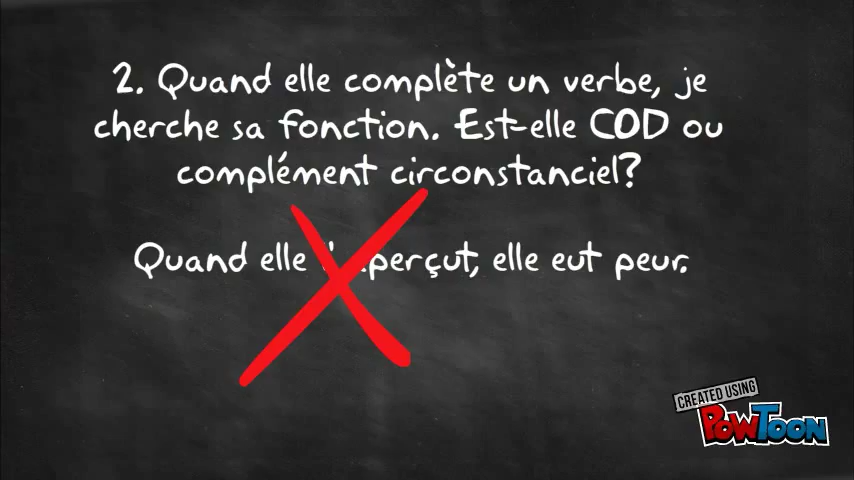 2. Quand elle complète un verbe, je
cherche sa fonction. Est-elle COD ou
complément circonstanciel?
Quand elle l'aperçut, elle eut peur.
CREATED USING
POWTOON